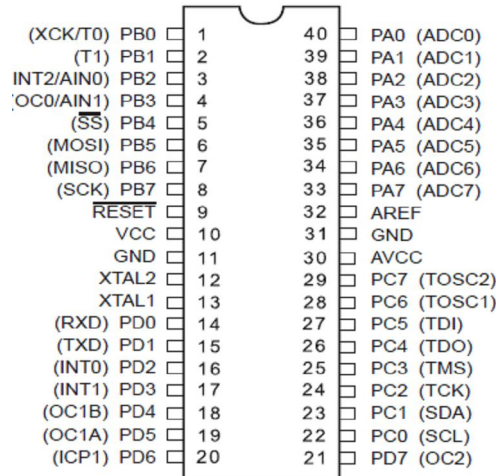 (XCK/T0) PB0 1 40 PA0 (ADC0)
(T1) PB1 2 39 PA1 (ADC1)
INT2/AIN0) PB2 3 38 PA2 (ADC2)
(OC0/AIN1) PB3 4 37 PA3 (ADC3)
(SS) PB4 5 36 PA4 (ADC4)
(MOSI) PB5 6 35 PA5 (ADC5)
(MISO) PB6 7 34 PA6 (ADC6)
(SCK) PB7 8 33 PA7 (ADC7)
RESET 9 32 AREF
VCC 10 31 GND
GND 11 30 AVCC
XTAL2 12 29 PC7 (TOSC2)
XTAL1 13 28 PC6 (TOSC1)
(RXD) PD0 14 27 PC5 (TDI)
(TXD) PD1 15 26 PC4 (TDO)
(INT0) PD2 16 25 PC3 (TMS)
(INT1) PD3 17 24 PC2 (TCK)
(OC1B) PD4 18 23 PC1 (SDA)
(OC1A) PD5 19 22 PC0 (SCL)
(ICP1) PD6 20 21 PD7 (OC2)